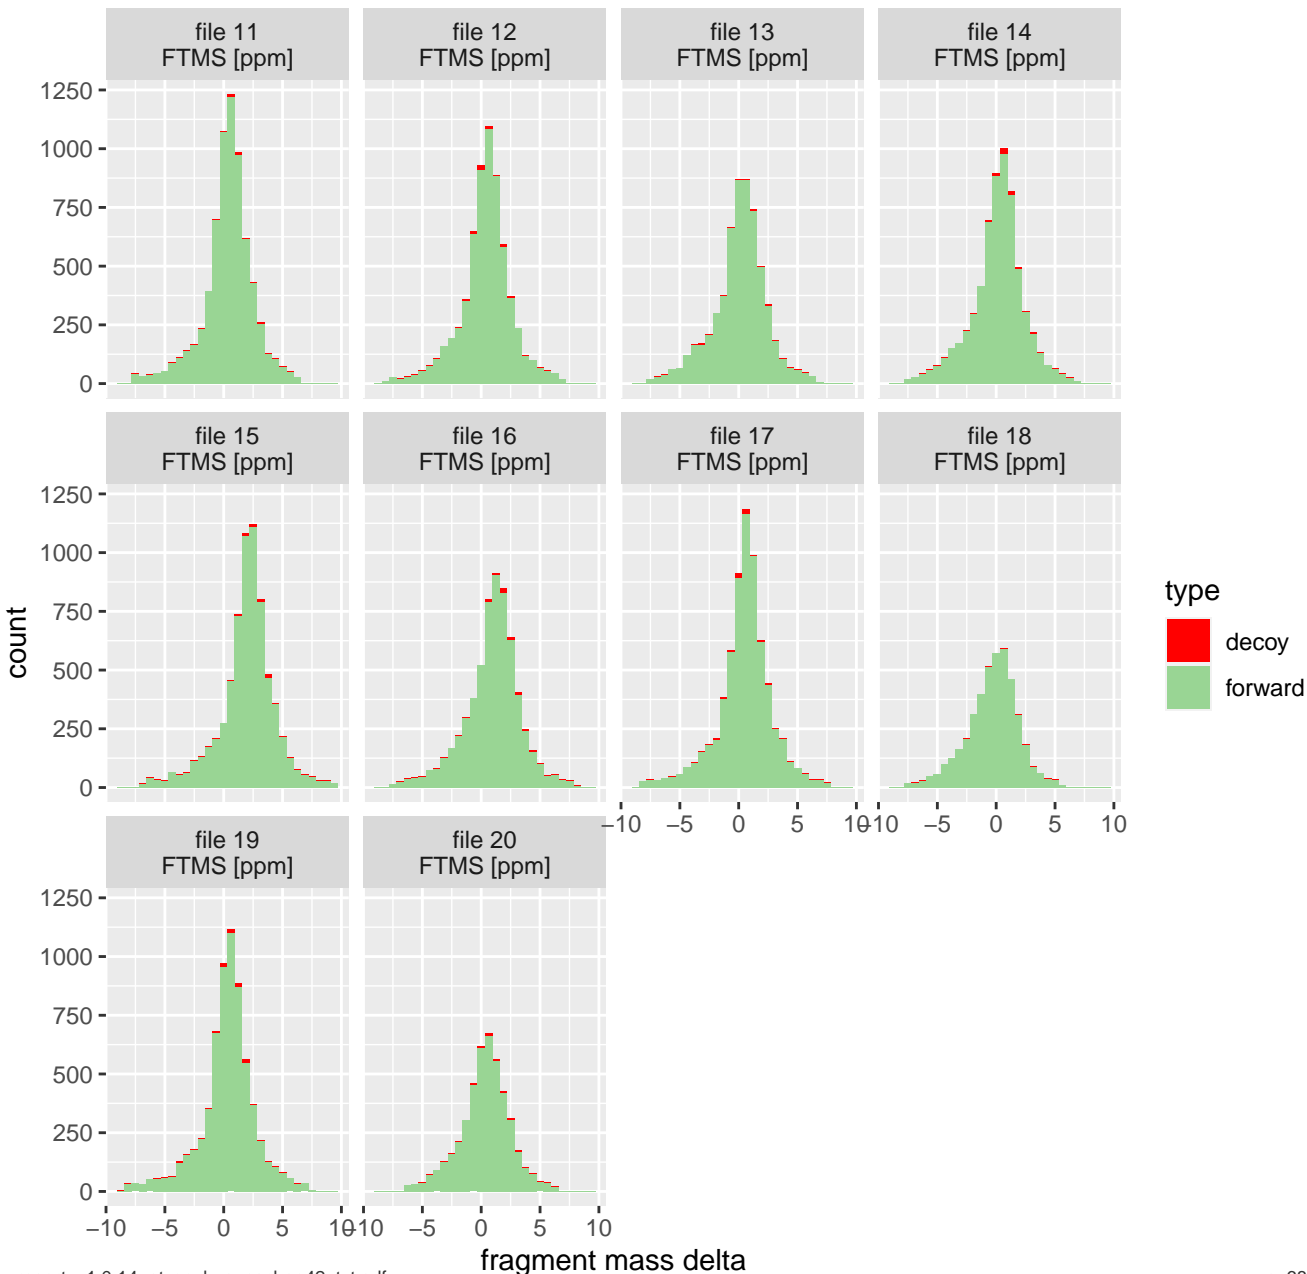 file 11
FTMS [ppm]
file 12
FTMS [ppm]
file 13
FTMS [ppm]
file 14
FTMS [ppm]
1250
1000
750
500
250
0
file 15
FTMS [ppm]
file 16
FTMS [ppm]
file 17
FTMS [ppm]
file 18
FTMS [ppm]
1250
1000
750
500
250
0
−10 −5 0 5 10
−10 −5 0 5 10
file 19
FTMS [ppm]
file 20
FTMS [ppm]
1250
1000
750
500
250
0
−10 −5 0 5 10
−10 −5 0 5 10
count
fragment mass delta
type
decoy
forward